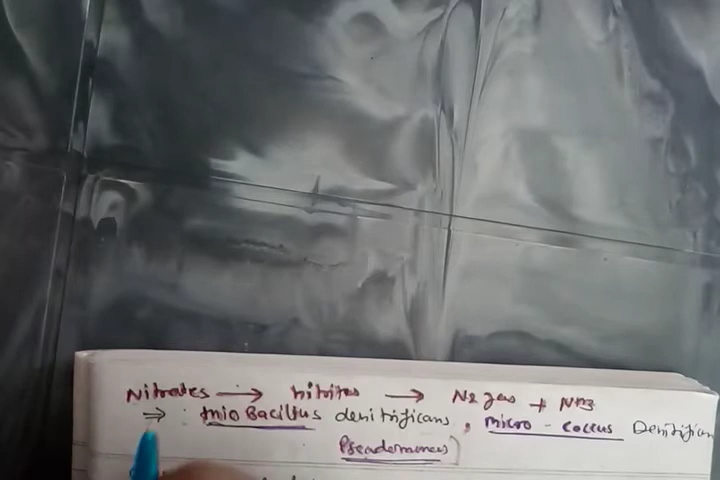 Nitrates → nitrites → N2 gas + NH3
⇒ : thio Bacillus denitrificans, micro - coccus Denitrifican
Pseudomonas)